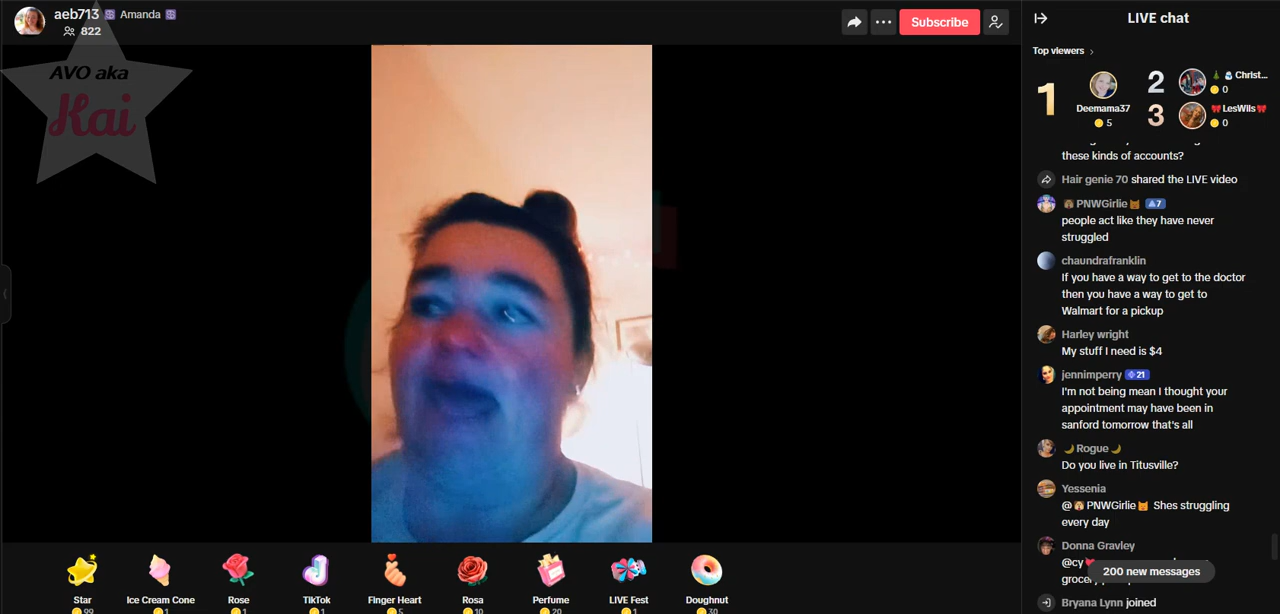 aeb713 Amanda
822
AVO aka
Kai
Subscribe
LIVE chat
Top viewers
1
Deemama37
5
2
Christ...
0
3
LesWils
0
these kinds of accounts?
Hair genie 70 shared the LIVE video
PNWGirlie 7
people act like they have never
struggled
chaundrafranklin
If you have a way to get to the doctor
then you have a way to get to
Walmart for a pickup
Harley wright
My stuff I need is $4
jennimperry 21
I'm not being mean I thought your
appointment may have been in
sanford tomorrow that's all
Rogue
Do you live in Titusville?
Yessenia
@PNWGirlie Shes struggling
every day
Donna Gravley
@cy
200 new messages
Bryana Lynn joined
Star
99
Ice Cream Cone
1
Rose
1
TikTok
1
Finger Heart
5
Rosa
10
Perfume
20
LIVE Fest
1
Doughnut
30